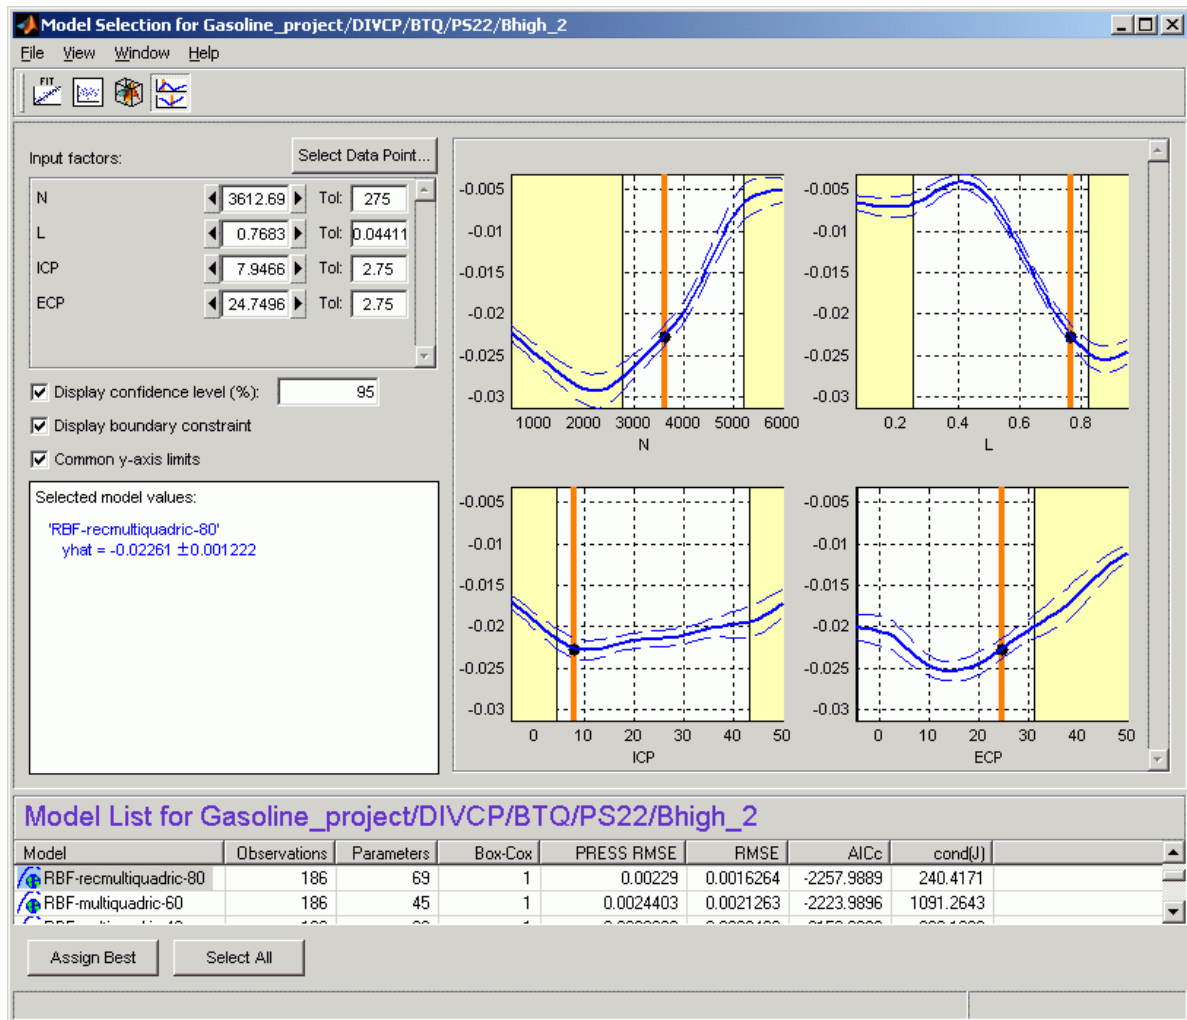 Model Selection for Gasoline_project/DIVCP/BTQ/PS22/Bhigh_2
File View Window Help
FIT
Input factors:
Select Data Point...
N 3612.69 Tol: 275
L 0.7683 Tol: 0.04411
ICP 7.9466 Tol: 2.75
ECP 24.7496 Tol: 2.75
Display confidence level (%): 95
Display boundary constraint
Common y-axis limits
Selected model values:
'RBF-recmultiquadric-80'
yhat = -0.02261 ±0.001222
-0.005
-0.01
-0.015
-0.02
-0.025
-0.03
1000 2000 3000 4000 5000 6000
N
-0.005
-0.01
-0.015
-0.02
-0.025
-0.03
0.2 0.4 0.6 0.8
L
-0.005
-0.01
-0.015
-0.02
-0.025
-0.03
0 10 20 30 40 50
ICP
-0.005
-0.01
-0.015
-0.02
-0.025
-0.03
0 10 20 30 40 50
ECP
Model List for Gasoline_project/DIVCP/BTQ/PS22/Bhigh_2
Model Observations Parameters Box-Cox PRESS RMSE RMSE AICc cond(J)
RBF-recmultiquadric-80 186 69 1 0.00229 0.0016264 -2257.9889 240.4171
RBF-multiquadric-60 186 45 1 0.0024403 0.0021263 -2223.9896 1091.2643
Assign Best Select All